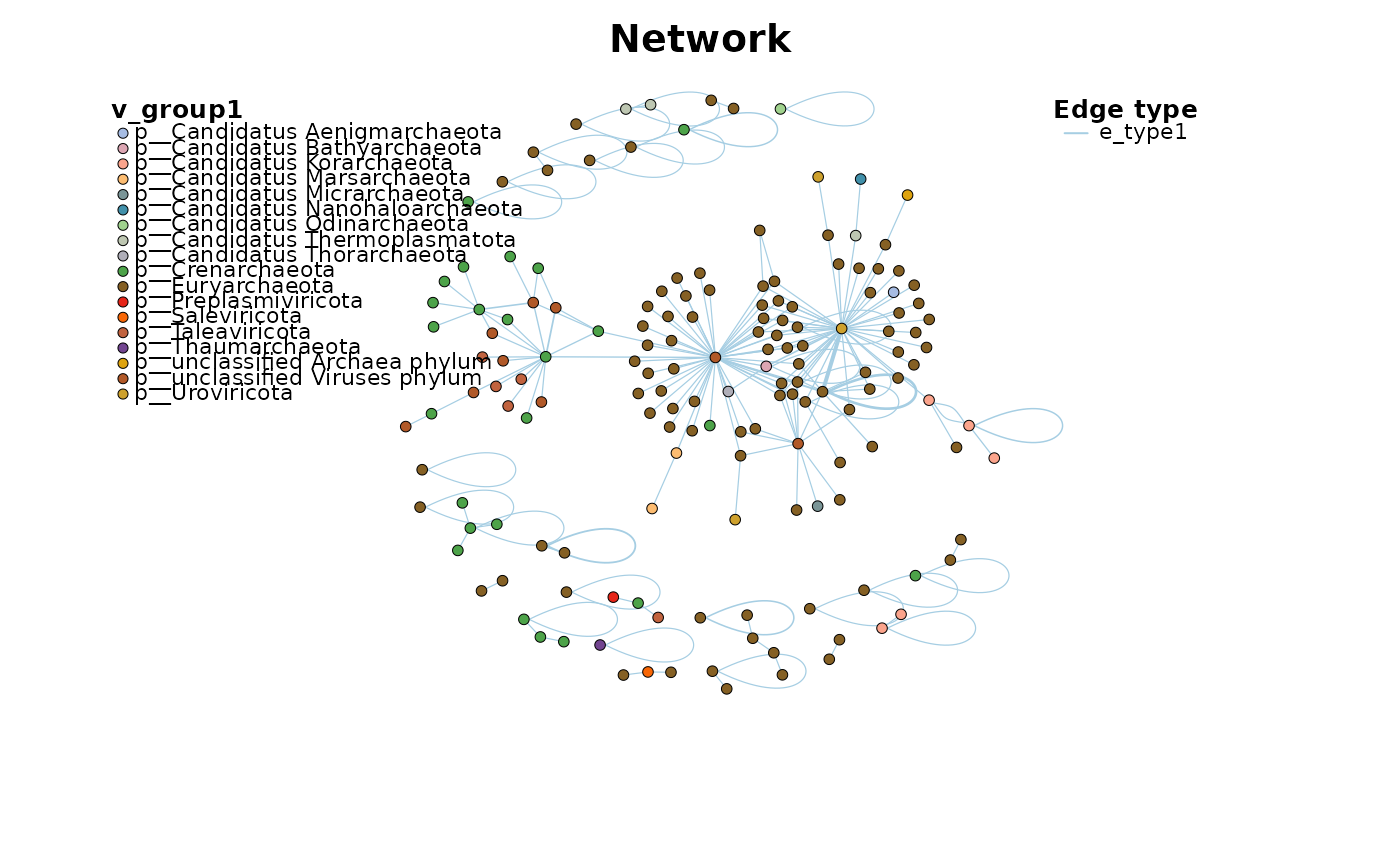 Network
v_group1
p__Candidatus Aenigmarchaeota
p__Candidatus Bathyarchaeota
p__Candidatus Korarchaeota
p__Candidatus Marsarchaeota
p__Candidatus Micrarchaeota
p__Candidatus Nanohaloarchaeota
p__Candidatus Odinarchaeota
p__Candidatus Thermoplasmatota
p__Candidatus Thorarchaeota
p__Crenarchaeota
p__Euryarchaeota
p__Preplasmiviricota
p__Saleviricota
p__Taleaviricota
p__Thaumarchaeota
p__unclassified Archaea phylum
p__unclassified Viruses phylum
p__Uroviricota
Edge type
e_type1